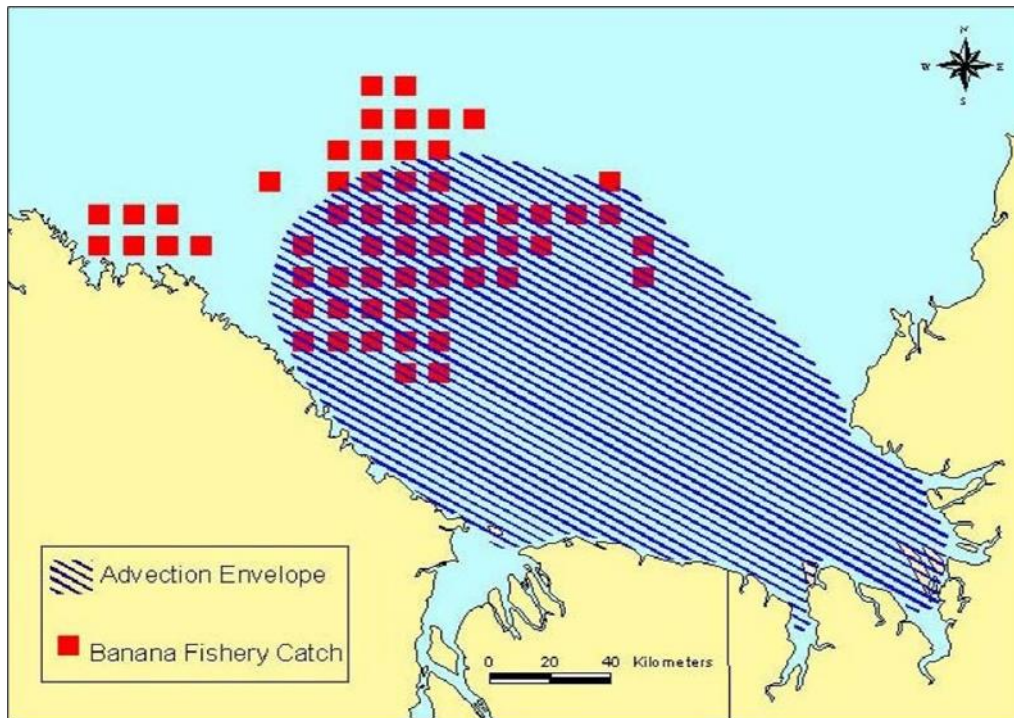 N
W E
S
Advection Envelope
Banana Fishery Catch
0 20 40 Kilometers